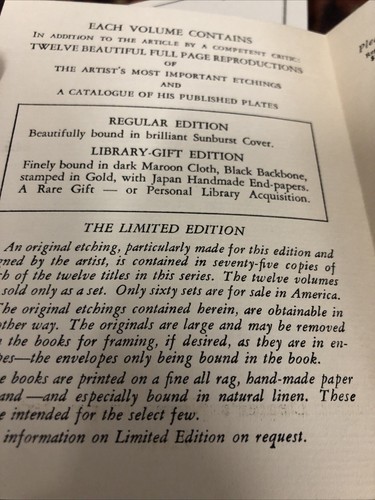 EACH VOLUME CONTAINS
IN ADDITION TO THE ARTICLE BY A COMPETENT CRITIC
TWELVE BEAUTIFUL FULL PAGE REPRODUCTIONS
OF
THE ARTIST'S MOST IMPORTANT ETCHINGS
AND
A CATALOGUE OF HIS PUBLISHED PLATES
REGULAR EDITION
Beautifully bound in brilliant Sunburst Cover.
LIBRARY-GIFT EDITION
Finely bound in dark Maroon Cloth, Black Backbone,
stamped in Gold, with Japan Handmade End-papers.
A Rare Gift — or Personal Library Acquisition.
THE LIMITED EDITION
An original etching, particularly made for this edition and
ned by the artist, is contained in seventy-five copies of
h of the twelve titles in this series. The twelve volumes
sold only as a set. Only sixty sets are for sale in America.
The original etchings contained herein, are obtainable in
other way. The originals are large and may be removed
the books for framing, if desired, as they are in en-
pes—the envelopes only being bound in the book.
e books are printed on a fine all rag, hand-made paper
and—and especially bound in natural linen. These
e intended for the select few.
information on Limited Edition on request.